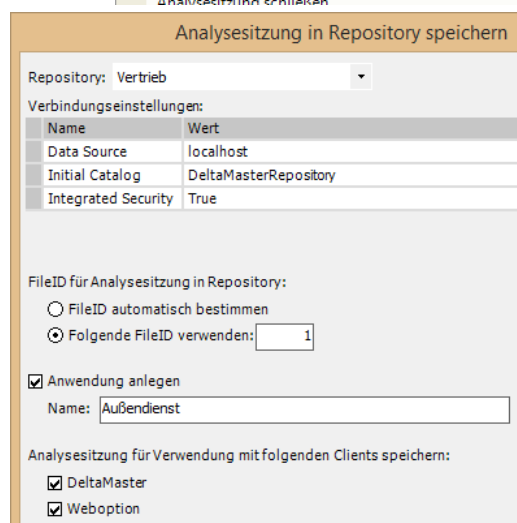 Analysesitzung schließen
Analysesitzung in Repository speichern
Repository: Vertrieb
Verbindungseinstellungen:
Name Wert
Data Source localhost
Initial Catalog DeltaMasterRepository
Integrated Security True
FileID für Analysesitzung in Repository:
FileID automatisch bestimmen
Folgende FileID verwenden: 1
Anwendung anlegen
Name: Außendienst
Analysesitzung für Verwendung mit folgenden Clients speichern:
DeltaMaster
Weboption